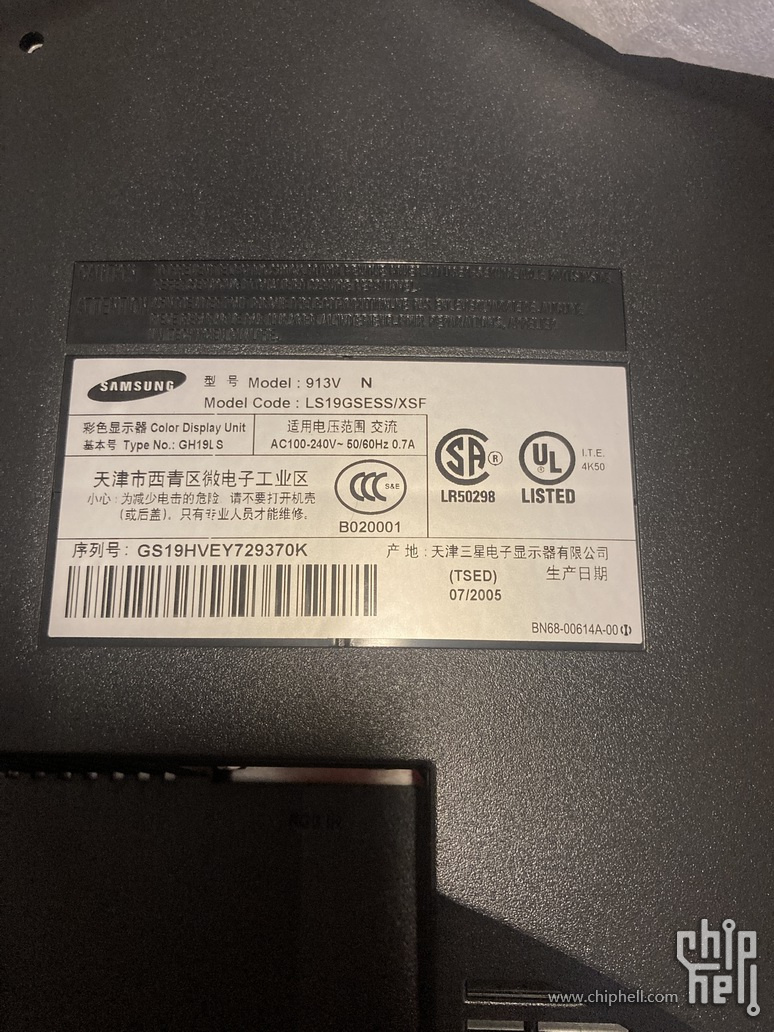 CAUTION
ATTENTION
SAMSUNG
型 号 Model : 913V N
Model Code : LS19GSESS/XSF
彩色显示器 Color Display Unit
基本号 Type No.: GH19LS
适用电压范围 交流
AC100-240V~ 50/60Hz 0.7A
天津市西青区微电子工业区
小心: 为减少电击的危险 请不要打开机壳
(或后盖). 只有专业人员才能维修.
CCC S&E
B020001
SA ®
LR50298
UL
LISTED
I.T.E.
4K50
序列号: GS19HVEY729370K
产 地 : 天津三星电子显示器有限公司
(TSED) 生产日期
07/2005
BN68-00614A-00
www.chiphell.com
chip
hell